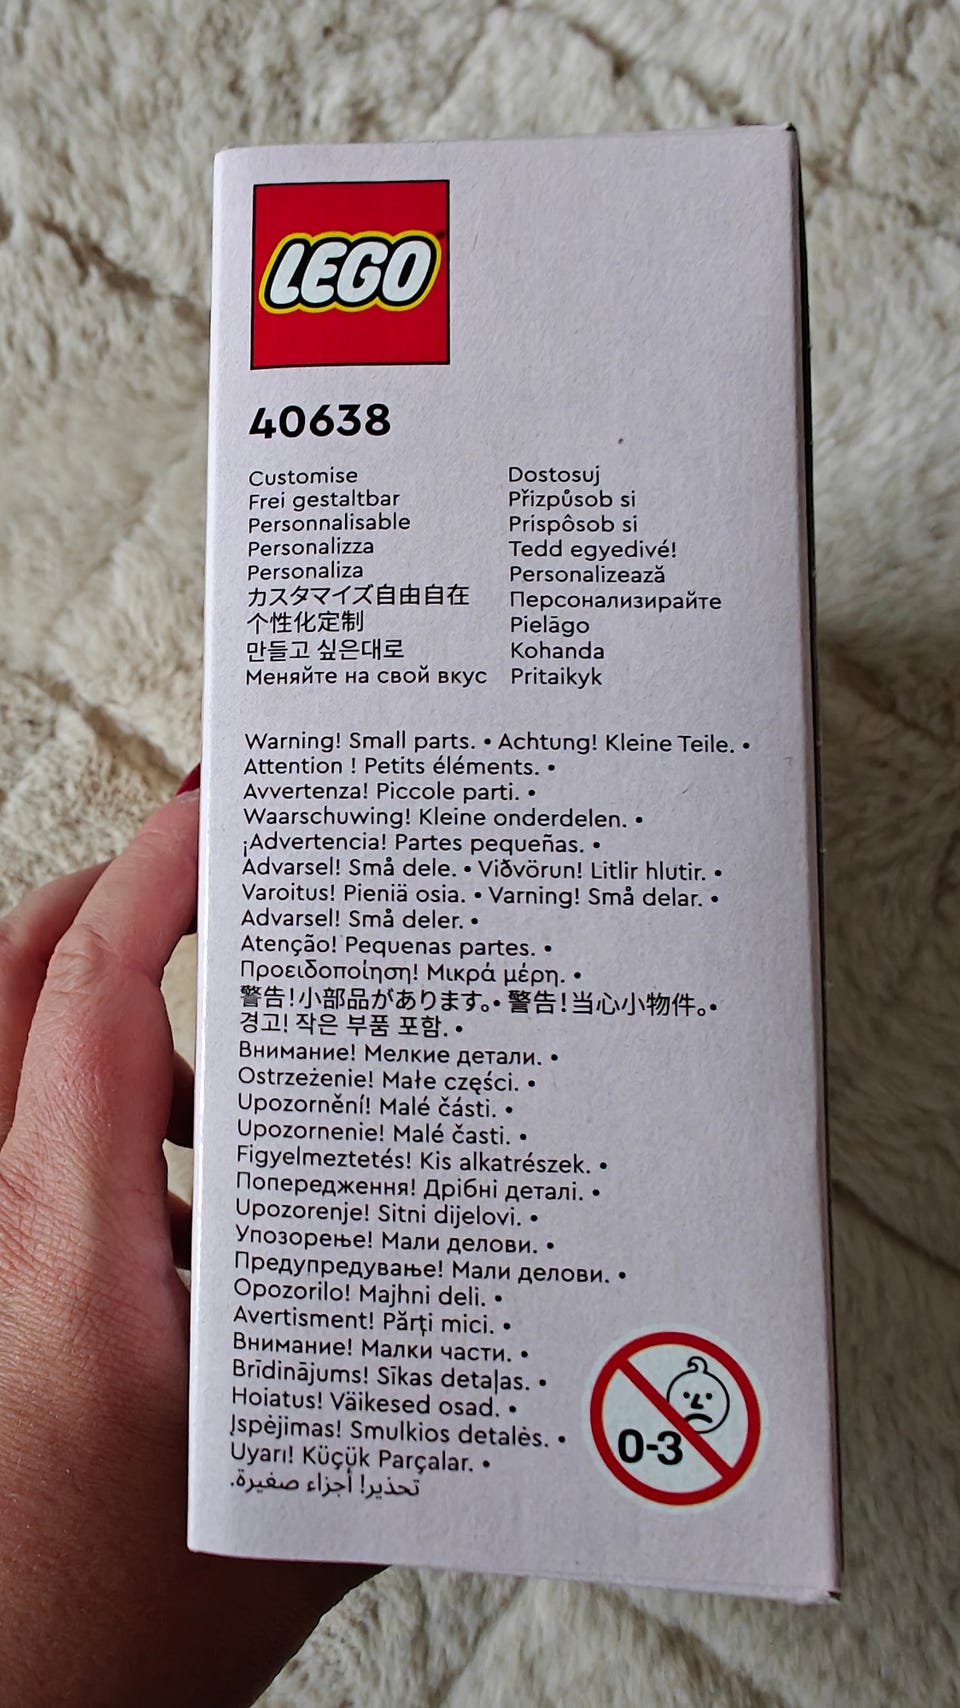 LEGO
40638
Customise
Frei gestaltbar
Personnalisable
Personalizza
Personaliza
カスタマイズ自由自在
个性化定制
만들고 싶은대로
Меняйте на свой вкус
Dostosuj
Přizpůsob si
Prispôsob si
Tedd egyedivé!
Personalizează
Персонализирайте
Pielāgo
Kohanda
Pritaikyk
Warning! Small parts. • Achtung! Kleine Teile. •
Attention ! Petits éléments. •
Avvertenza! Piccole parti. •
Waarschuwing! Kleine onderdelen. •
¡Advertencia! Partes pequeñas. •
Advarsel! Små dele. • Viðvörun! Litlir hlutir. •
Varoitus! Pieniä osia. • Varning! Små delar. •
Advarsel! Små deler. •
Atenção! Pequenas partes. •
Προειδοποίηση! Μικρά μέρη. •
警告！小部品があります。• 警告！当心小物件。•
경고! 작은 부품 포함. •
Внимание! Мелкие детали. •
Ostrzeżenie! Małe części. •
Upozornění! Malé části. •
Upozornenie! Malé časti. •
Figyelmeztetés! Kis alkatrészek. •
Попередження! Дрібні деталі. •
Upozorenje! Sitni dijelovi. •
Упозорење! Мали делови. •
Предупредување! Мали делови. •
Opozorilo! Majhni deli. •
Avertisment! Părți mici. •
Внимание! Малки части. •
Brīdinājums! Sīkas detaļas. •
Hoiatus! Väikesed osad. •
Įspėjimas! Smulkios detalės. •
Uyarı! Küçük Parçalar. •
تحذير! أجزاء صغيرة.
0-3